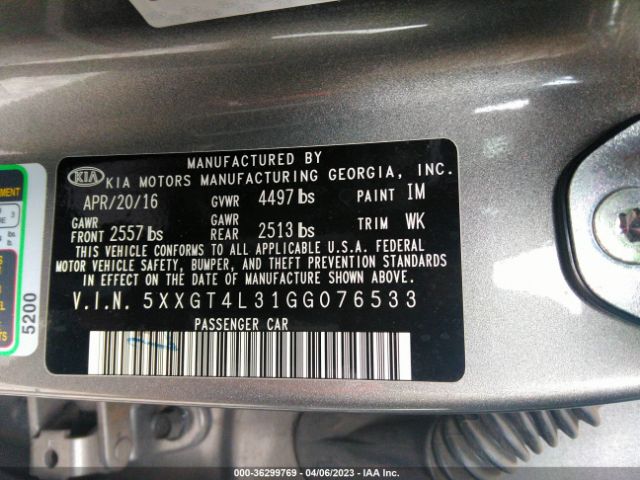 MANUFACTURED BY
KIA KIA MOTORS MANUFACTURING GEORGIA, INC.
APR/20/16 GVWR 4497 lbs PAINT IM
GAWR FRONT 2557 lbs GAWR REAR 2513 lbs TRIM WK
THIS VEHICLE CONFORMS TO ALL APPLICABLE U.S.A. FEDERAL
MOTOR VEHICLE SAFETY, BUMPER, AND THEFT PREVENTION STANDARDS
IN EFFECT ON THE DATE OF MANUFACTURE SHOWN ABOVE.
V.I.N. 5XXGT4L31GG076533
PASSENGER CAR
5200
000-36299769 - 04/06/2023 - IAA Inc.